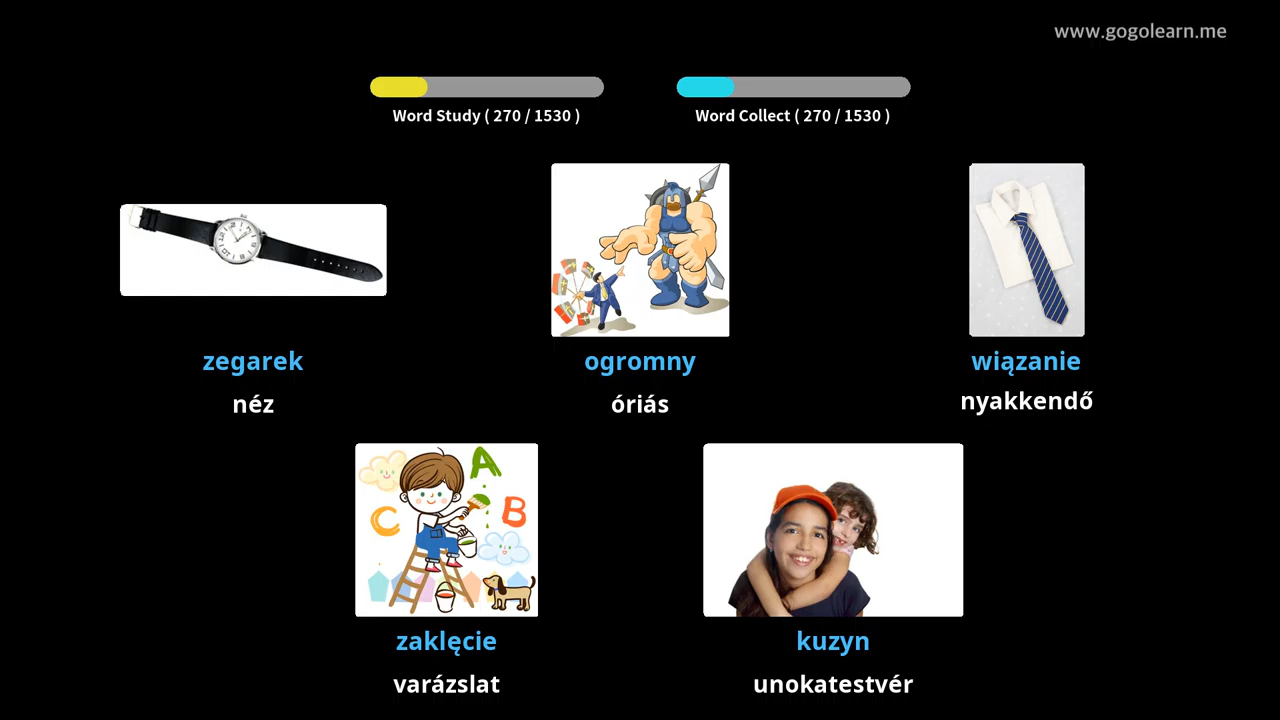 www.gogolearn.me
Word Study ( 270 / 1530 )
Word Collect ( 270 / 1530 )
zegarek
néz
ogromny
óriás
wiązanie
nyakkendő
A
B
C
zaklęcie
varázslat
kuzyn
unokatestvér